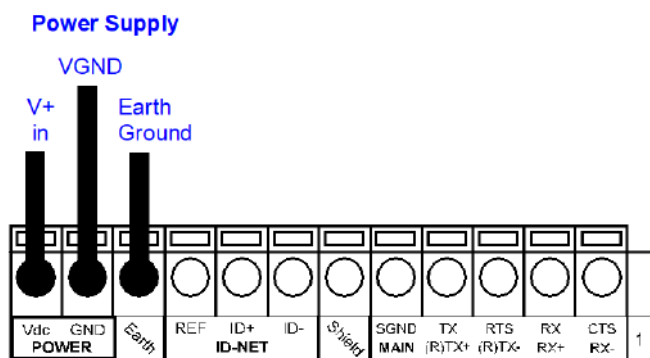 Power Supply
VGND
V+ in
Earth Ground
Vdc GND Earth REF ID+ ID- Shield SGND TX RTS RX CTS
POWER ID-NET MAIN (R)TX+ (R)TX- RX+ RX-
1